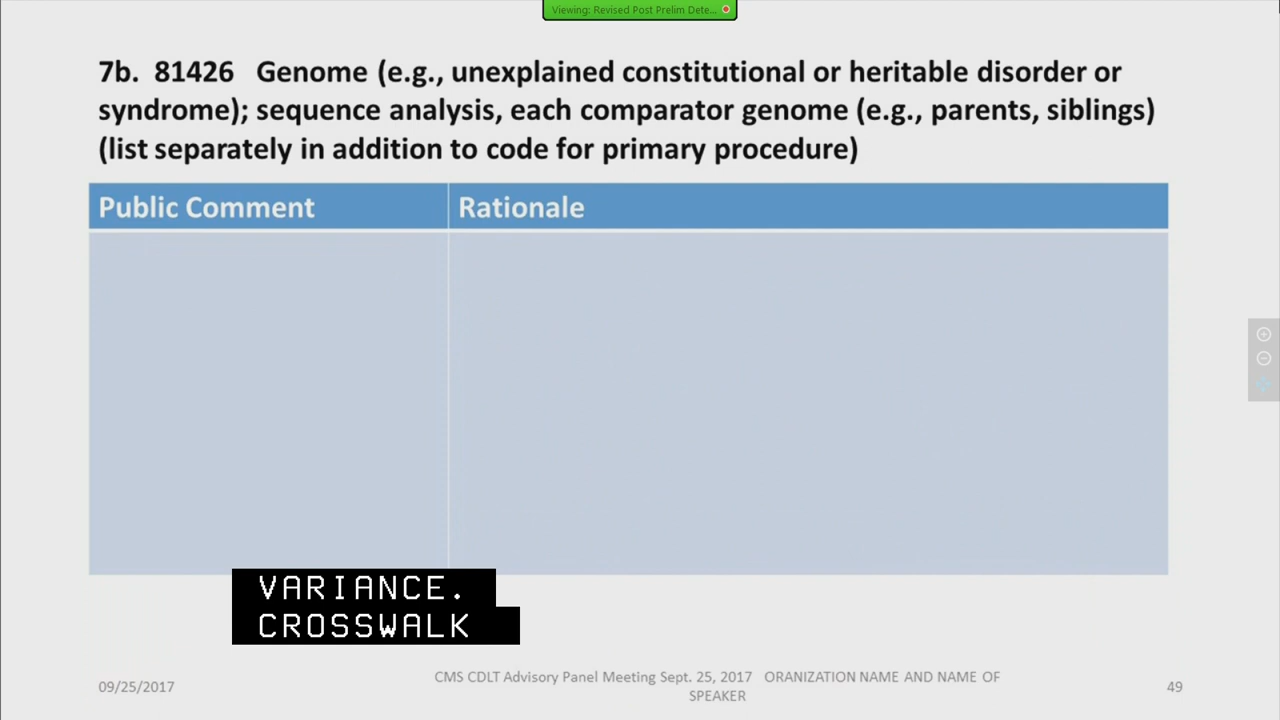 Viewing: Revised Post Prelim Dete...
7b. 81426 Genome (e.g., unexplained constitutional or heritable disorder or
syndrome); sequence analysis, each comparator genome (e.g., parents, siblings)
(list separately in addition to code for primary procedure)
Public Comment
Rationale
VARIANCE.
CROSSWALK
09/25/2017
CMS CDLT Advisory Panel Meeting Sept. 25, 2017 ORANIZATION NAME AND NAME OF
SPEAKER
49